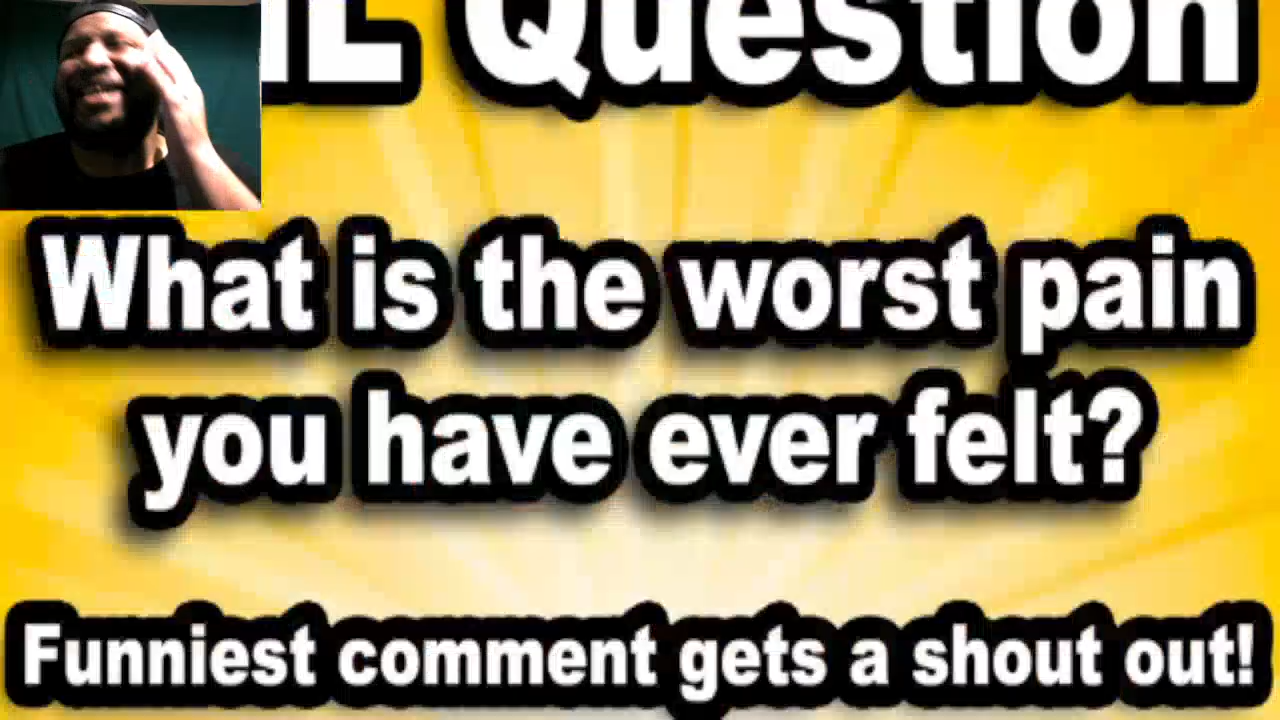 Question
What is the worst pain
you have ever felt?
Funniest comment gets a shout out!